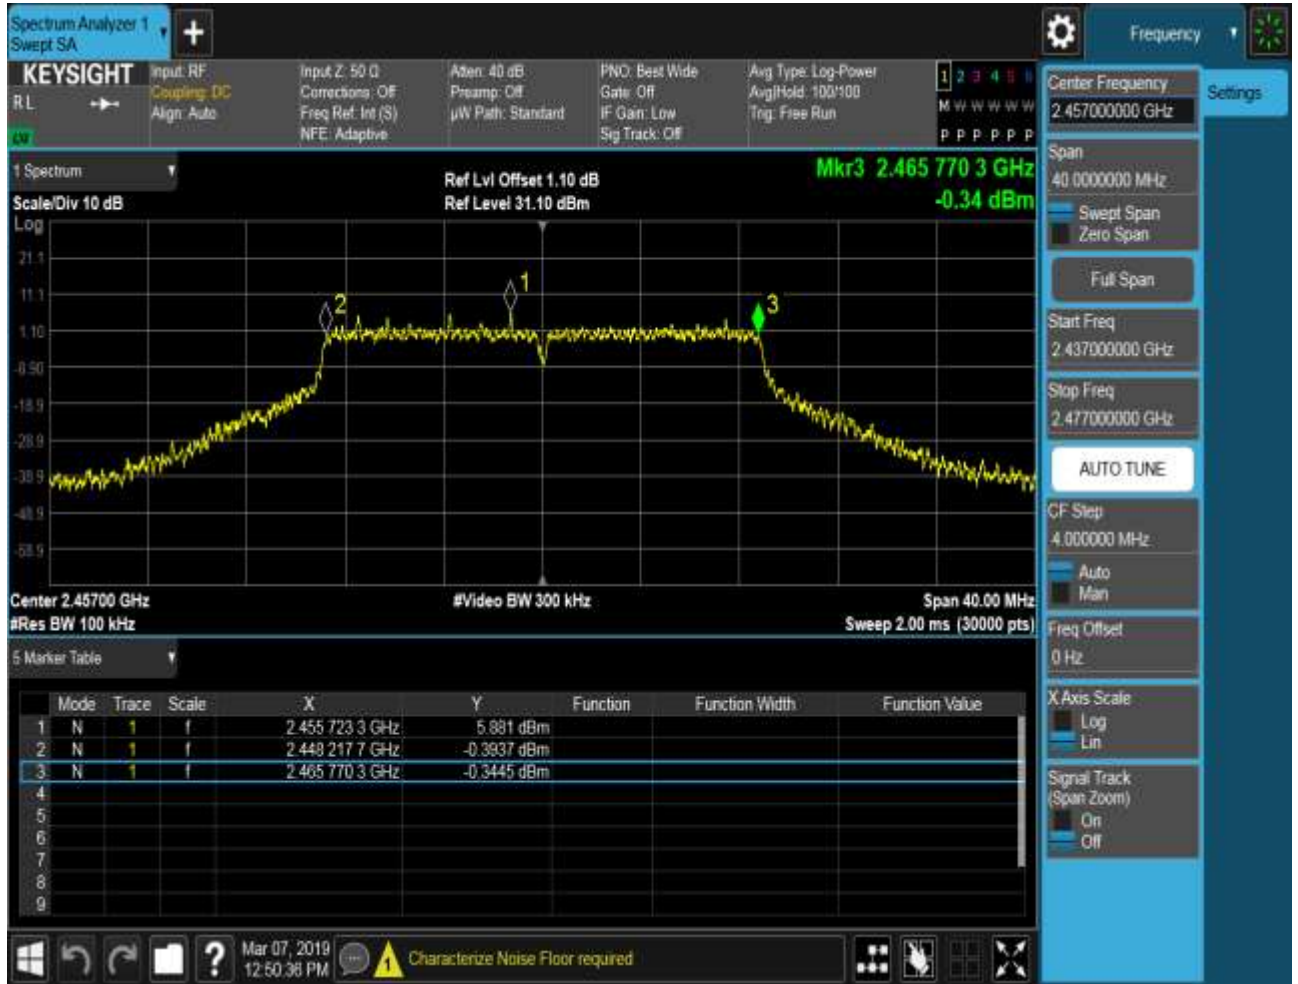 Spectrum Analyzer 1
Swept SA
+
Frequency
KEYSIGHT
Input: RF
Coupling: DC
Align: Auto
Input Z: 50 Ω
Corrections: Off
Freq Ref: Int (S)
NFE: Adaptive
Atten: 40 dB
Preamp: Off
µW Path: Standard
PNO: Best Wide
Gate: Off
IF Gain: Low
Sig Track: Off
Avg Type: Log-Power
Avg|Hold: 100/100
Trig: Free Run
1 2 3 4 5 6
M W W W W W
P P P P P P
R L
Center Frequency
2.457000000 GHz
Settings
Span
40.0000000 MHz
Swept Span
Zero Span
Full Span
Start Freq
2.437000000 GHz
Stop Freq
2.477000000 GHz
AUTO TUNE
CF Step
4.000000 MHz
Auto
Man
Freq Offset
0 Hz
X Axis Scale
Log
Lin
Signal Track
(Span Zoom)
On
Off
1 Spectrum
Scale/Div 10 dB
Ref Lvl Offset 1.10 dB
Ref Level 31.10 dBm
Mkr3 2.465 770 3 GHz
-0.34 dBm
Log
21.1
11.1
1.10
-8.90
-18.9
-28.9
-38.9
-48.9
-58.9
1
2
3
Center 2.45700 GHz
#Video BW 300 kHz
Span 40.00 MHz
#Res BW 100 kHz
Sweep 2.00 ms (30000 pts)
5 Marker Table
Mode Trace Scale X Y Function Function Width Function Value
1 N 1 f 2.455 723 3 GHz 5.881 dBm
2 N 1 f 2.448 217 7 GHz -0.3937 dBm
3 N 1 f 2.465 770 3 GHz -0.3445 dBm
4
5
6
7
8
9
?
Mar 07, 2019
12:50:36 PM
1
Characterize Noise Floor required